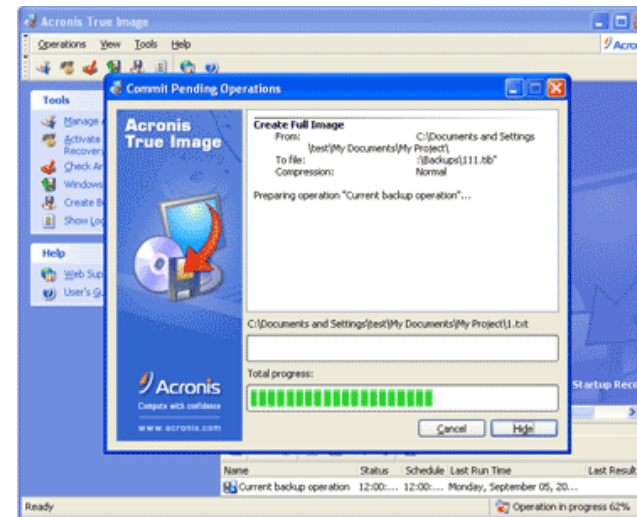 Acronis True Image
Operations View Tools Help
Acro
Commit Pending Operations
Tools
Manage
Activate
Recovery
Check Ar
Windows
Create B
Show Log
Help
Web Sup
User's Gu
Acronis
True Image
Acronis
Compute with confidence
www.acronis.com
Create Full Image
From: C:\Documents and Settings
\test\My Documents\My Project\
To file: :\Backups\111.tib"
Compression: Normal
Preparing operation "Current backup operation"...
C:\Documents and Settings\test\My Documents\My Project\1.txt
Total progress:
Cancel Hide
Startup Reco
Name Status Schedule Last Run Time Last Result
Current backup operation 12:00:... 12:00:... Monday, September 05, 20...
Ready Operation in progress 62%